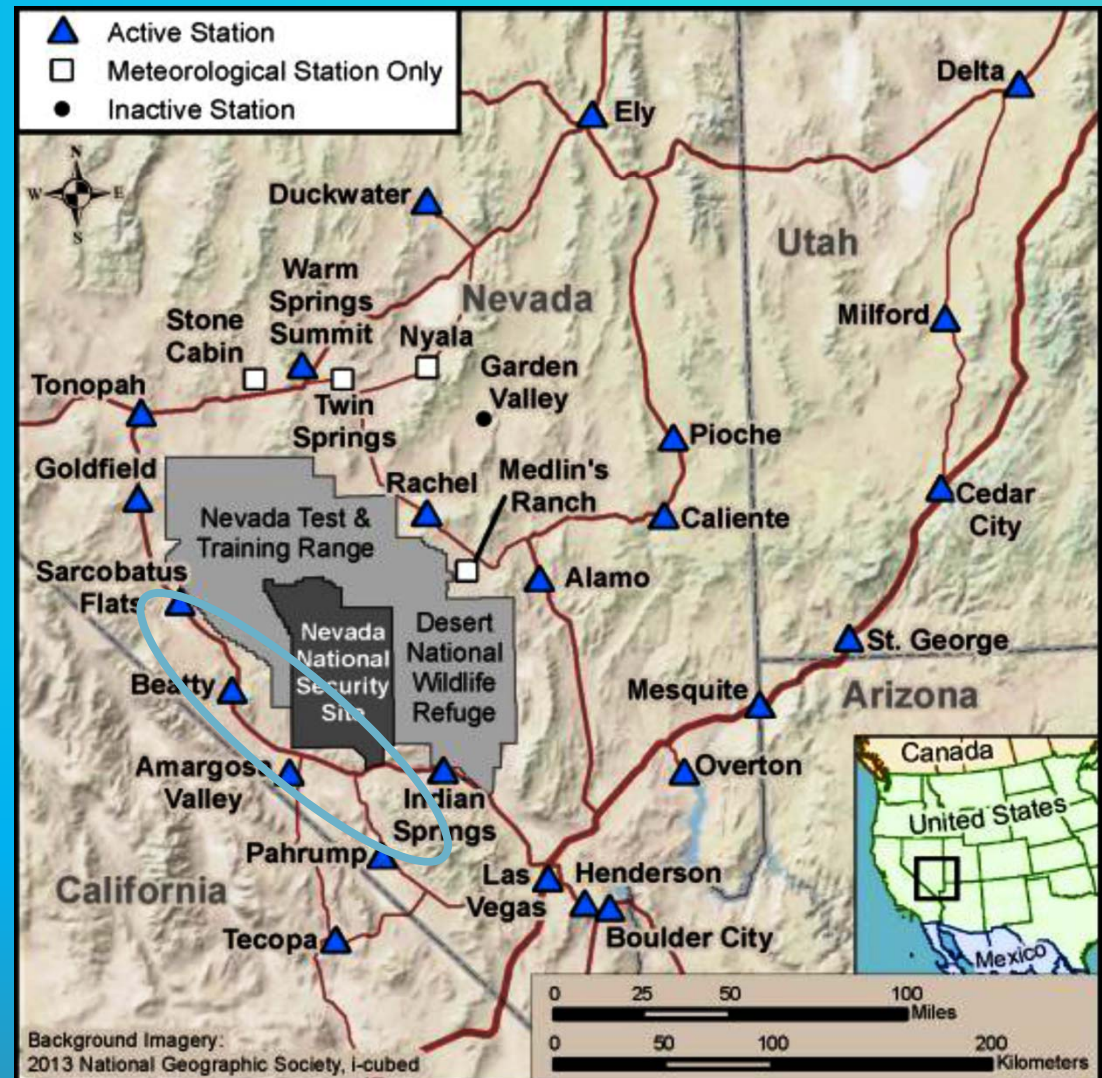 Active Station
Meteorological Station Only
Inactive Station
N
W
E
S
Delta
Ely
Duckwater
Utah
Warm
Springs
Summit
Nevada
Stone
Cabin
Nyala
Milford
Tonopah
Twin
Springs
Garden
Valley
Pioche
Goldfield
Rachel
Medlin's
Ranch
Nevada Test &
Training Range
Caliente
Cedar
City
Sarcobatus
Flats
Alamo
Nevada
National
Security
Site
Desert
National
Wildlife
Refuge
St. George
Beatty
Mesquite
Arizona
Amargosa
Valley
Indian
Springs
Overton
Canada
United States
Mexico
Pahrump
California
Las
Vegas
Henderson
Boulder City
Tecopa
0 25 50 100
Miles
0 50 100 200
Kilometers
Background Imagery:
2013 National Geographic Society, i-cubed